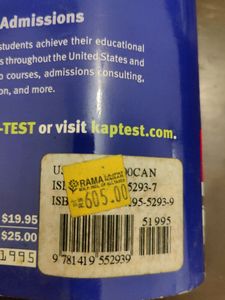 Admissions
students achieve their educational
s throughout the United States and
courses, admissions consulting,
on, and more.
-TEST or visit kaptest.com.
00CAN
RAMA
605.00
5293-7
95-5293-9
51995
$19.95
$25.00
1995
9 781419 552939